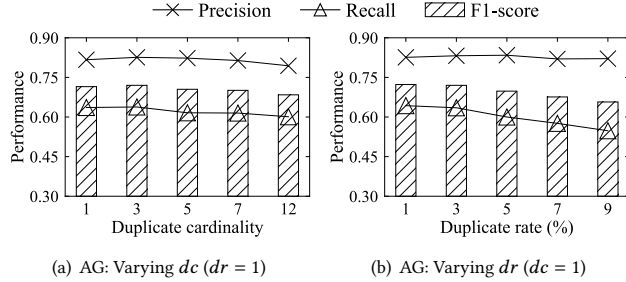 Precision Recall F1-score
0.90 0.90
0.75 0.75
0.60 0.60
0.45 0.45
0.30 0.30
Performance Performance
1 3 5 7 12 1 3 5 7 9
Duplicate cardinality Duplicate rate (%)
(a) AG: Varying dc (dr = 1) (b) AG: Varying dr (dc = 1)